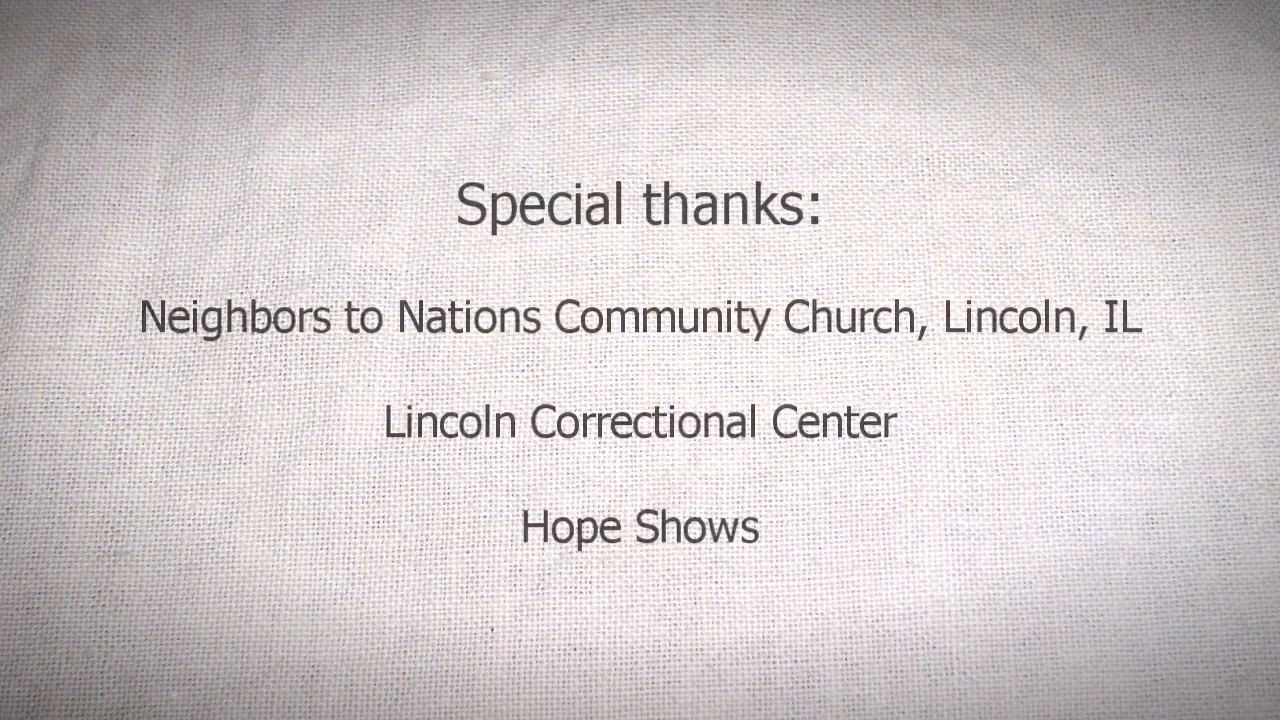 Special thanks:
Neighbors to Nations Community Church, Lincoln, IL
Lincoln Correctional Center
Hope Shows